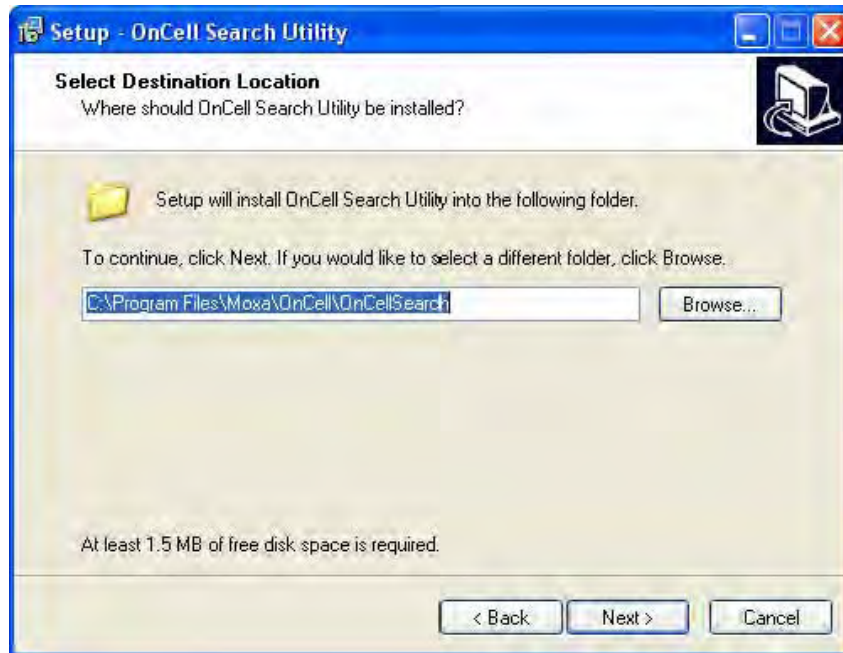 Setup - OnCell Search Utility
Select Destination Location
Where should OnCell Search Utility be installed?
Setup will install OnCell Search Utility into the following folder.
To continue, click Next. If you would like to select a different folder, click Browse.
C:\Program Files\Moxa\OnCell\OnCellSearch
Browse...
At least 1.5 MB of free disk space is required.
< Back
Next >
Cancel